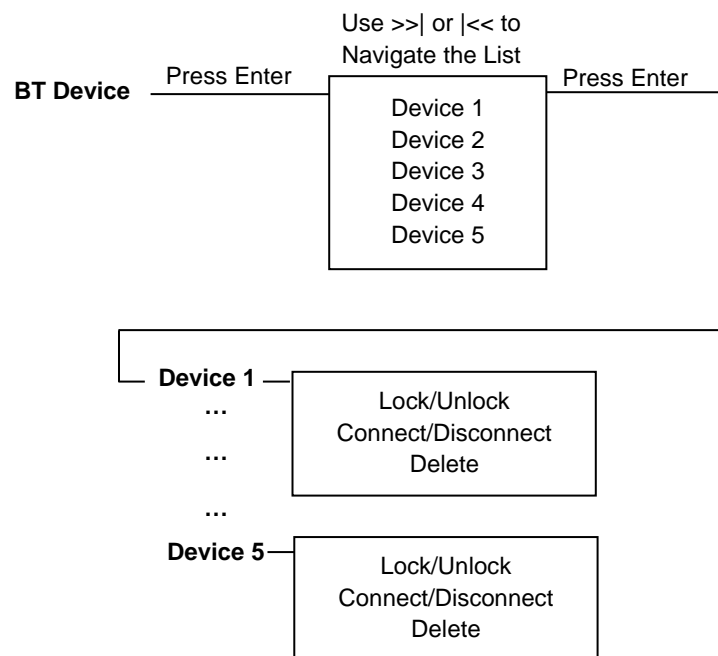 Use >>| or |<< to
Navigate the List
BT Device
Press Enter
Press Enter
Device 1
Device 2
Device 3
Device 4
Device 5
Device 1
Lock/Unlock
Connect/Disconnect
Delete
...
...
...
Device 5
Lock/Unlock
Connect/Disconnect
Delete